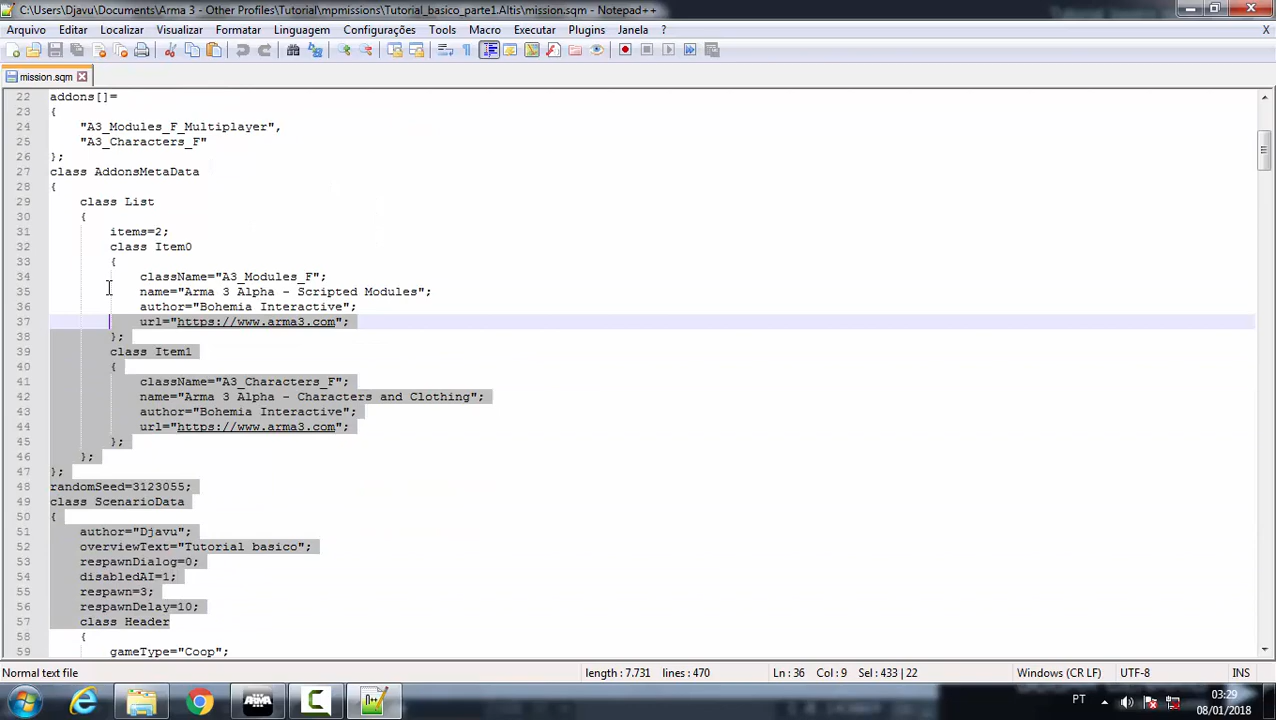 C:\Users\Djavu\Documents\Arma 3 - Other Profiles\Tutorial\mpmissions\Tutorial_basico_parte1.Altis\mission.sqm - Notepad++
Arquivo Editar Localizar Visualizar Formatar Linguagem Configurações Tools Macro Executar Plugins Janela ? X
mission.sqm
22 addons[]=
23 {
24 "A3_Modules_F_Multiplayer",
25 "A3_Characters_F"
26 };
27 class AddonsMetaData
28 {
29 class List
30 {
31 items=2;
32 class Item0
33 {
34 className="A3_Modules_F";
35 name="Arma 3 Alpha - Scripted Modules";
36 author="Bohemia Interactive";
37 url="https://www.arma3.com";
38 };
39 class Item1
40 {
41 className="A3_Characters_F";
42 name="Arma 3 Alpha - Characters and Clothing";
43 author="Bohemia Interactive";
44 url="https://www.arma3.com";
45 };
46 };
47 };
48 randomSeed=3123055;
49 class ScenarioData
50 {
51 author="Djavu";
52 overviewText="Tutorial basico";
53 respawnDialog=0;
54 disabledAI=1;
55 respawn=3;
56 respawnDelay=10;
57 class Header
58 {
59 gameType="Coop";
Normal text file length : 7.731 lines : 470 Ln : 36 Col : 9 Sel : 433 | 22 Windows (CR LF) UTF-8 INS
PT 03:29
08/01/2018